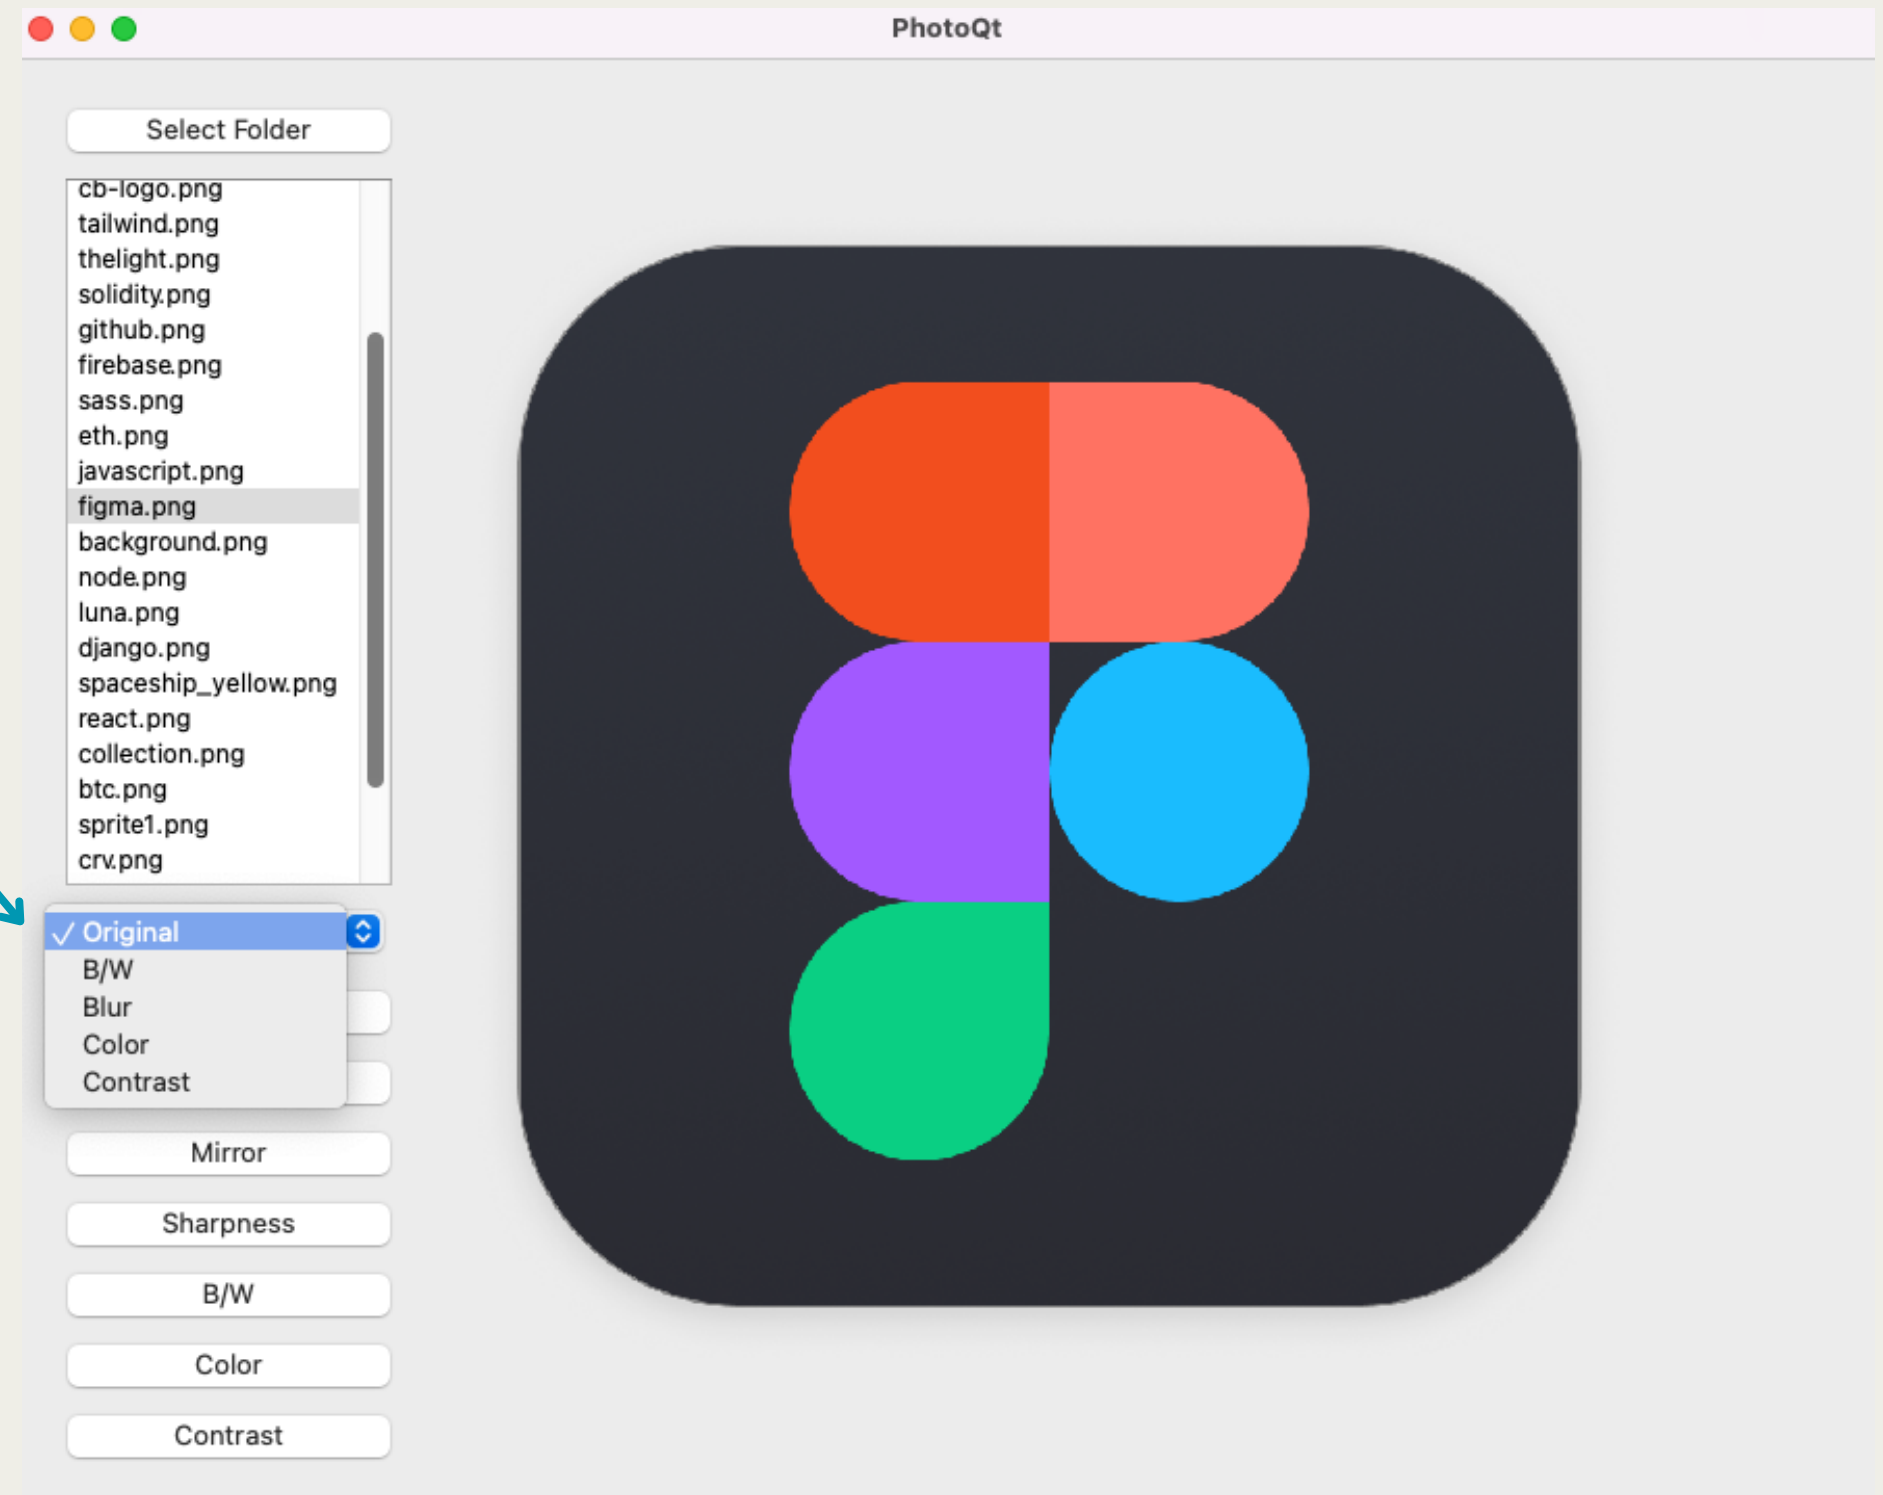 PhotoQt
Select Folder
cb-logo.png
tailwind.png
thelight.png
solidity.png
github.png
firebase.png
sass.png
eth.png
javascript.png
figma.png
background.png
node.png
luna.png
django.png
spaceship_yellow.png
react.png
collection.png
btc.png
sprite1.png
crv.png
✓ Original
B/W
Blur
Color
Contrast
Mirror
Sharpness
B/W
Color
Contrast